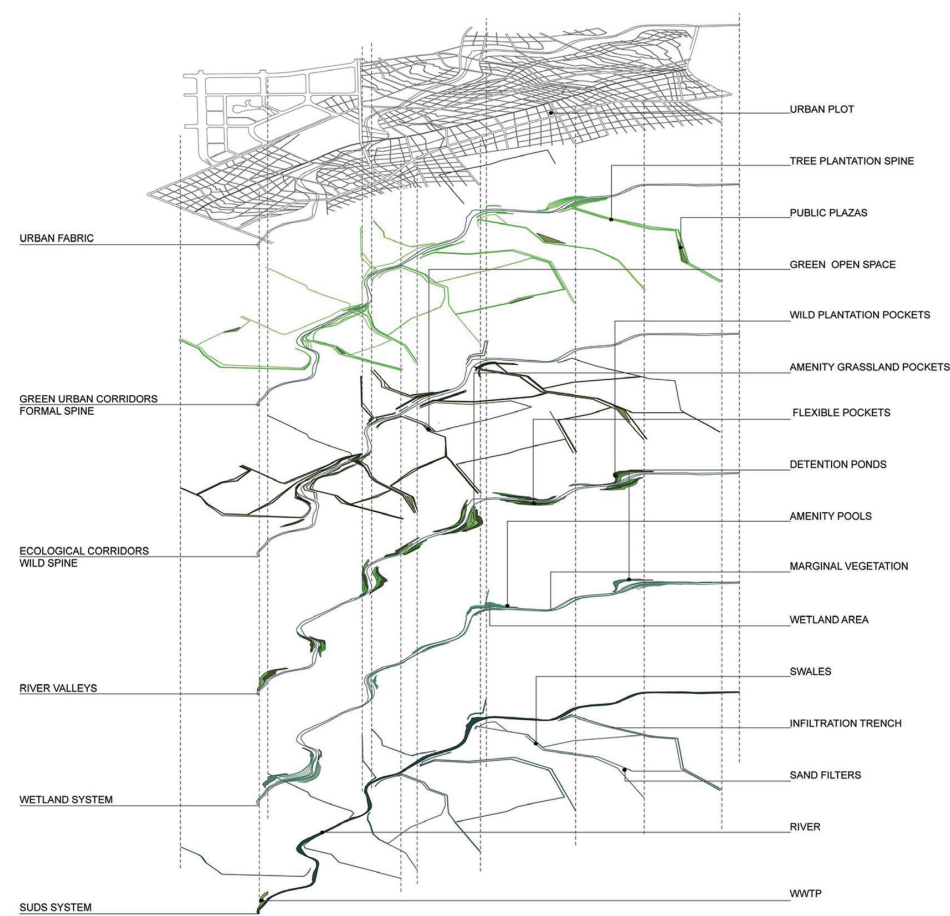 URBAN PLOT
TREE PLANTATION SPINE
PUBLIC PLAZAS
URBAN FABRIC
GREEN OPEN SPACE
WILD PLANTATION POCKETS
AMENITY GRASSLAND POCKETS
GREEN URBAN CORRIDORS
FORMAL SPINE
FLEXIBLE POCKETS
DETENTION PONDS
AMENITY POOLS
ECOLOGICAL CORRIDORS
WILD SPINE
MARGINAL VEGETATION
WETLAND AREA
SWALES
RIVER VALLEYS
INFILTRATION TRENCH
SAND FILTERS
WETLAND SYSTEM
RIVER
WWTP
SUDS SYSTEM